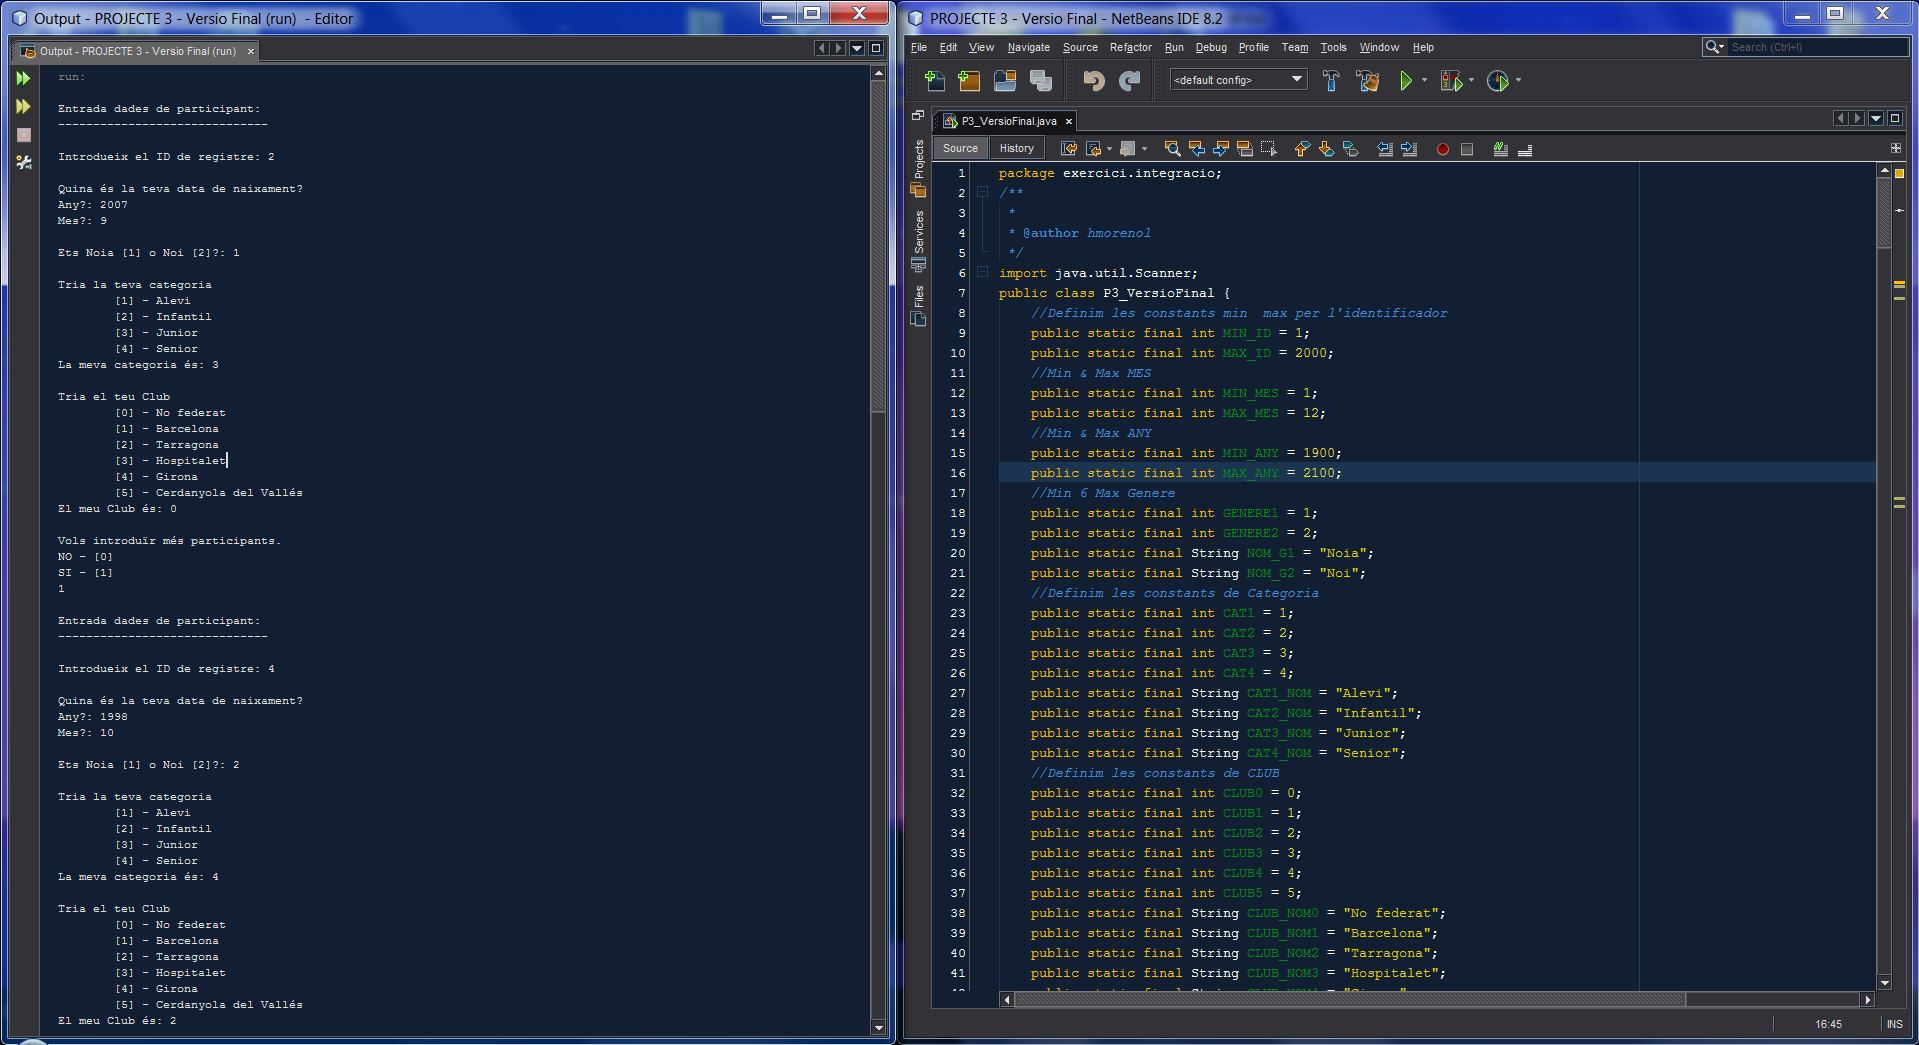 Output - PROJECTE 3 - Versio Final (run) - Editor
Output - PROJECTE 3 - Versio Final (run) ×
run:
Entrada dades de participant:
------------------------------
Introdueix el ID de registre: 2
Quina és la teva data de naixament?
Any?: 2007
Mes?: 9
Ets Noia [1] o Noi [2]?: 1
Tria la teva categoria
[1] - Alevi
[2] - Infantil
[3] - Junior
[4] - Senior
La meva categoria és: 3
Tria el teu Club
[0] - No federat
[1] - Barcelona
[2] - Tarragona
[3] - Hospitalet
[4] - Girona
[5] - Cerdanyola del Vallés
El meu Club és: 0
Vols introduïr més participants.
NO - [0]
SI - [1]
1
Entrada dades de participant:
------------------------------
Introdueix el ID de registre: 4
Quina és la teva data de naixament?
Any?: 1998
Mes?: 10
Ets Noia [1] o Noi [2]?: 2
Tria la teva categoria
[1] - Alevi
[2] - Infantil
[3] - Junior
[4] - Senior
La meva categoria és: 4
Tria el teu Club
[0] - No federat
[1] - Barcelona
[2] - Tarragona
[3] - Hospitalet
[4] - Girona
[5] - Cerdanyola del Vallés
El meu Club és: 2
PROJECTE 3 - Versio Final - NetBeans IDE 8.2
File Edit View Navigate Source Refactor Run Debug Profile Team Tools Window Help
Search (Ctrl+I)
<default config>
P3_VersioFinal.java ×
Source History
Projects
Services
Files
1 package exercici.integracio;
2 /**
3 *
4 * @author hmorenol
5 */
6 import java.util.Scanner;
7 public class P3_VersioFinal {
8 //Definim les constants min max per l'identificador
9 public static final int MIN_ID = 1;
10 public static final int MAX_ID = 2000;
11 //Min & Max MES
12 public static final int MIN_MES = 1;
13 public static final int MAX_MES = 12;
14 //Min & Max ANY
15 public static final int MIN_ANY = 1900;
16 public static final int MAX_ANY = 2100;
17 //Min 6 Max Genere
18 public static final int GENERE1 = 1;
19 public static final int GENERE2 = 2;
20 public static final String NOM_G1 = "Noia";
21 public static final String NOM_G2 = "Noi";
22 //Definim les constants de Categoria
23 public static final int CAT1 = 1;
24 public static final int CAT2 = 2;
25 public static final int CAT3 = 3;
26 public static final int CAT4 = 4;
27 public static final String CAT1_NOM = "Alevi";
28 public static final String CAT2_NOM = "Infantil";
29 public static final String CAT3_NOM = "Junior";
30 public static final String CAT4_NOM = "Senior";
31 //Definim les constants de CLUB
32 public static final int CLUB0 = 0;
33 public static final int CLUB1 = 1;
34 public static final int CLUB2 = 2;
35 public static final int CLUB3 = 3;
36 public static final int CLUB4 = 4;
37 public static final int CLUB5 = 5;
38 public static final String CLUB_NOM0 = "No federat";
39 public static final String CLUB_NOM1 = "Barcelona";
40 public static final String CLUB_NOM2 = "Tarragona";
41 public static final String CLUB_NOM3 = "Hospitalet";
16:45 INS